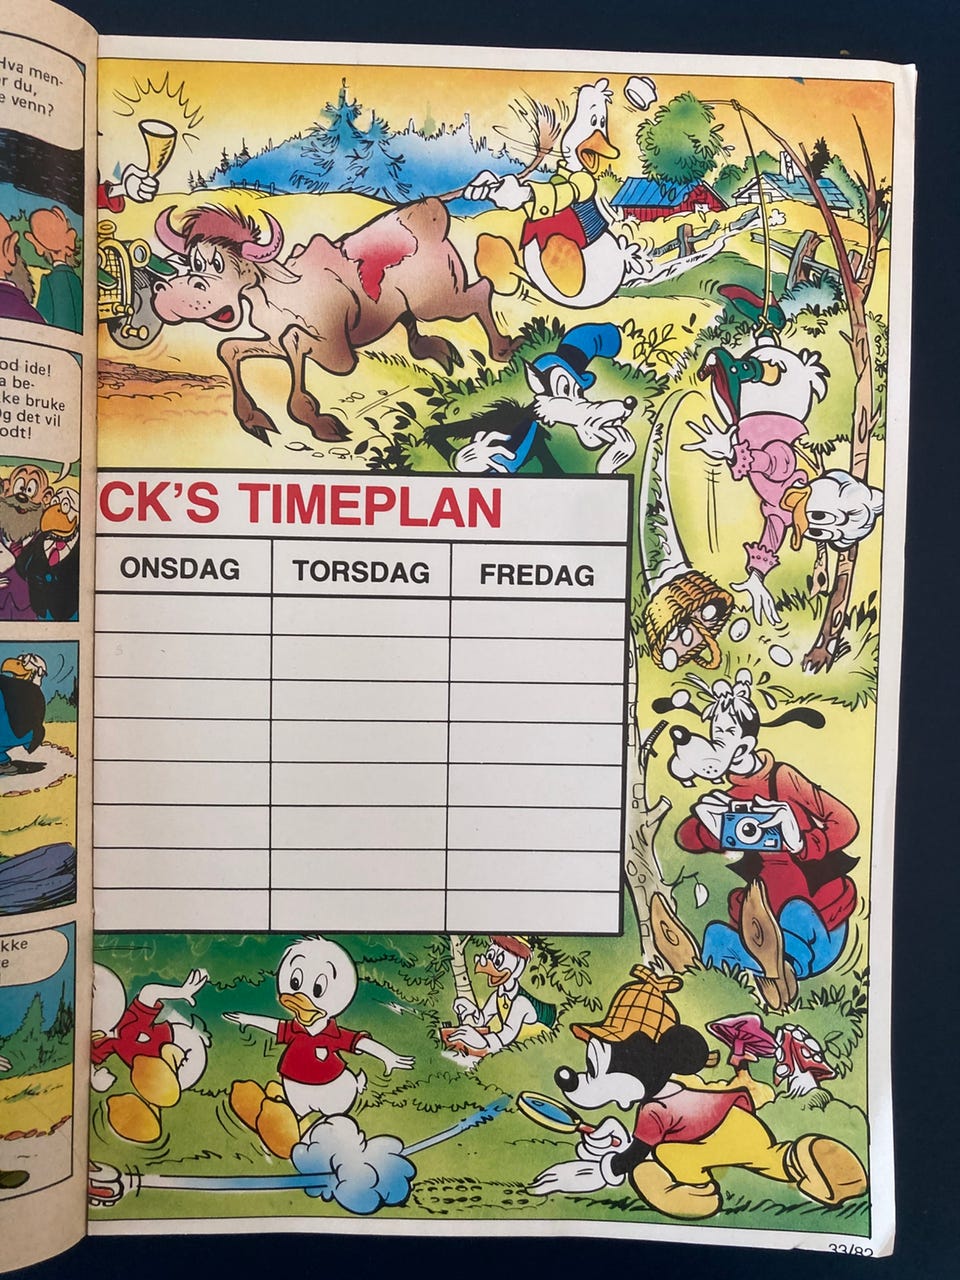 Hva men-
er du,
e venn?
od ide!
a be-
ke bruke
Og det vil
odt!
kke
e
CK'S TIMEPLAN
ONSDAG TORSDAG FREDAG
33/82